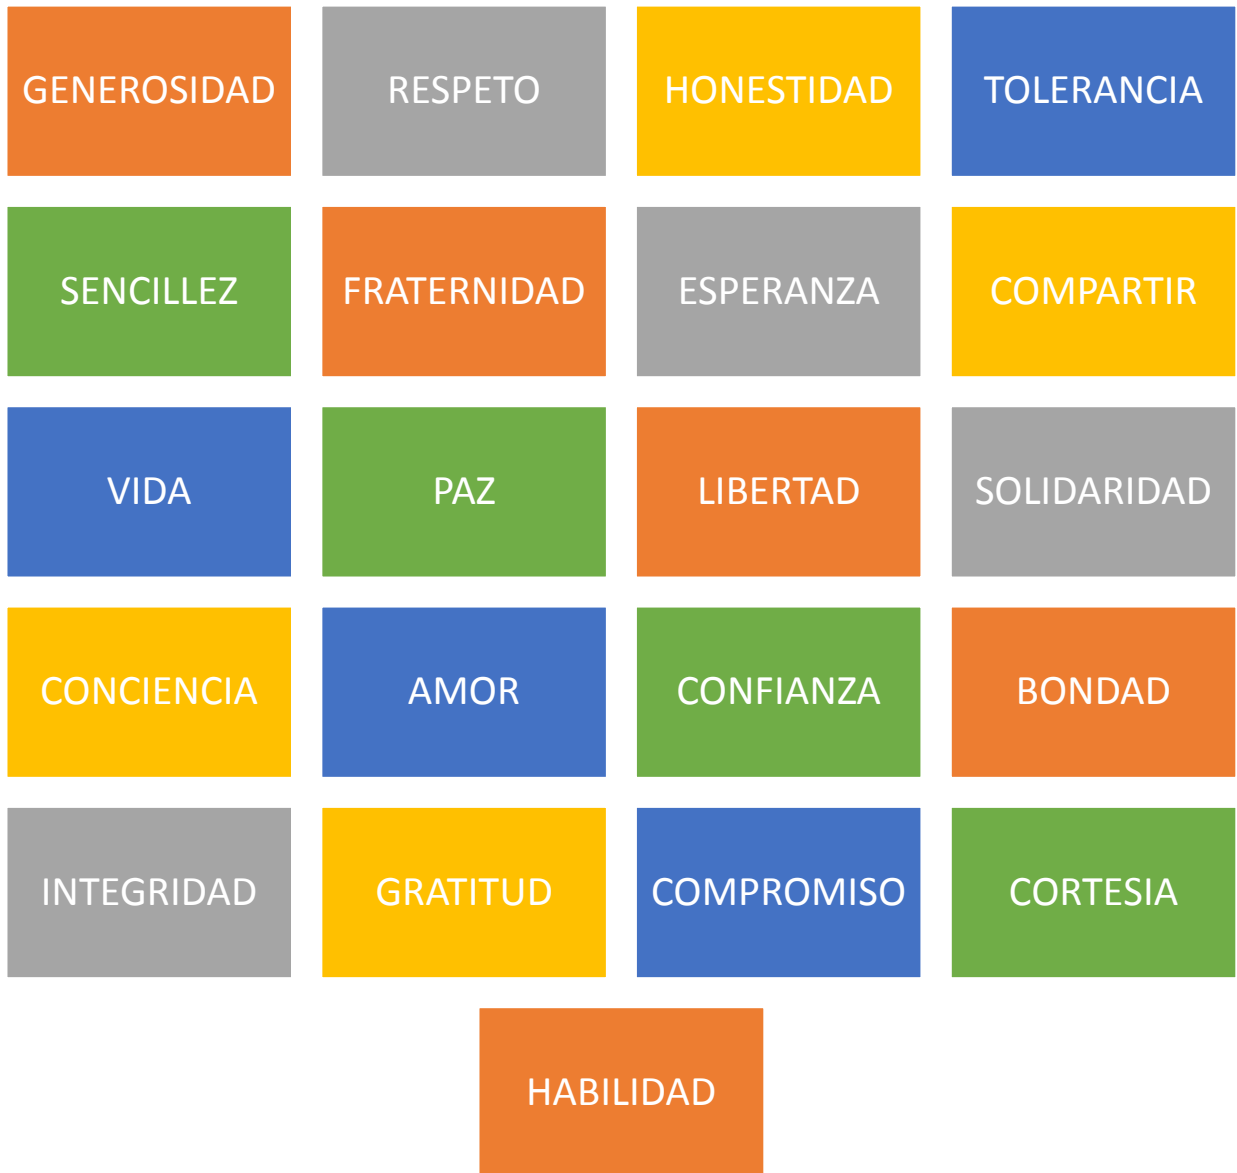 GENEROSIDAD
RESPETO
HONESTIDAD
TOLERANCIA
SENCILLEZ
FRATERNIDAD
ESPERANZA
COMPARTIR
VIDA
PAZ
LIBERTAD
SOLIDARIDAD
CONCIENCIA
AMOR
CONFIANZA
BONDAD
INTEGRIDAD
GRATITUD
COMPROMISO
CORTESIA
HABILIDAD